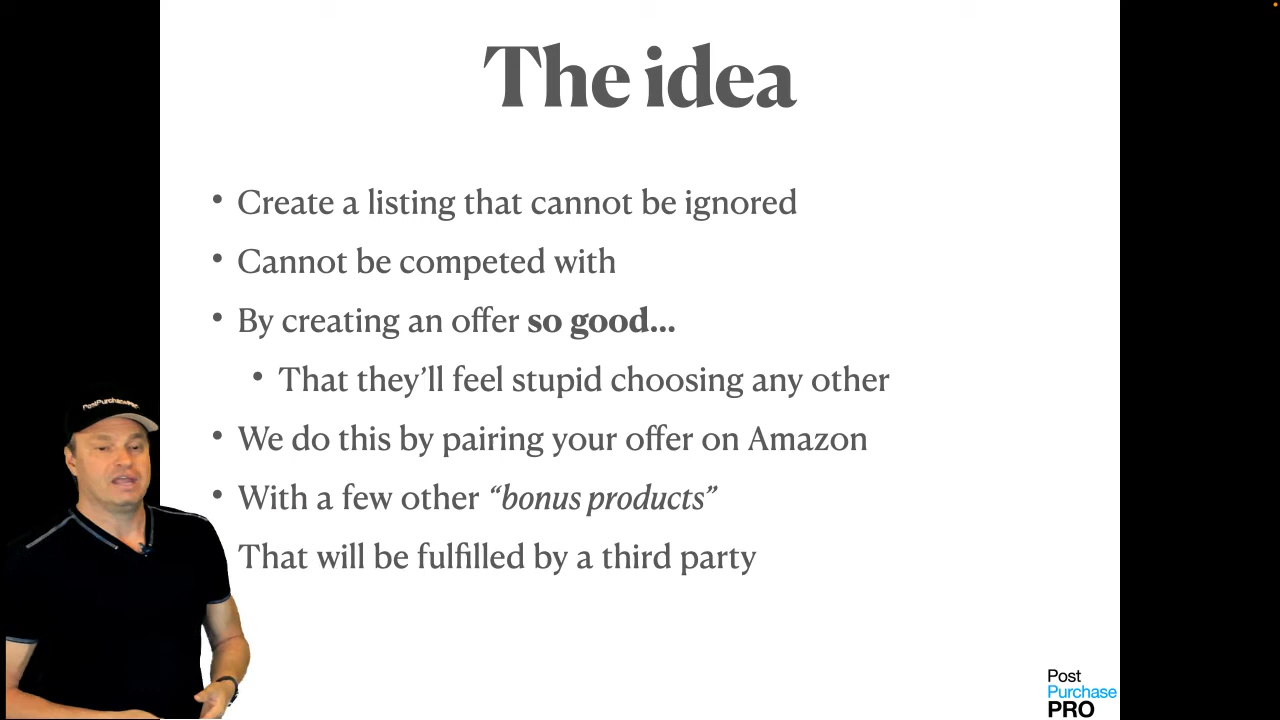 The idea
• Create a listing that cannot be ignored
• Cannot be competed with
• By creating an offer so good...
• That they’ll feel stupid choosing any other
• We do this by pairing your offer on Amazon
• With a few other “bonus products”
That will be fulfilled by a third party
PostPurchasePRO
Post
Purchase
PRO